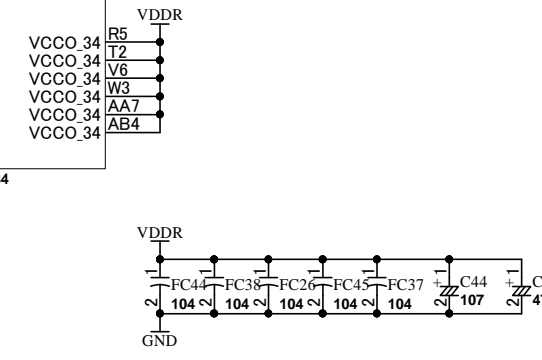 VDDR
VCCO_34 R5
VCCO_34 T2
VCCO_34 V6
VCCO_34 W3
VCCO_34 AA7
VCCO_34 AB4
VDDR
1 1 1 1 1 + 1 + 1
FC44 FC38 FC26 FC45 FC37 C44
2 104 2 104 2 104 2 104 2 104 2 107 2
GND